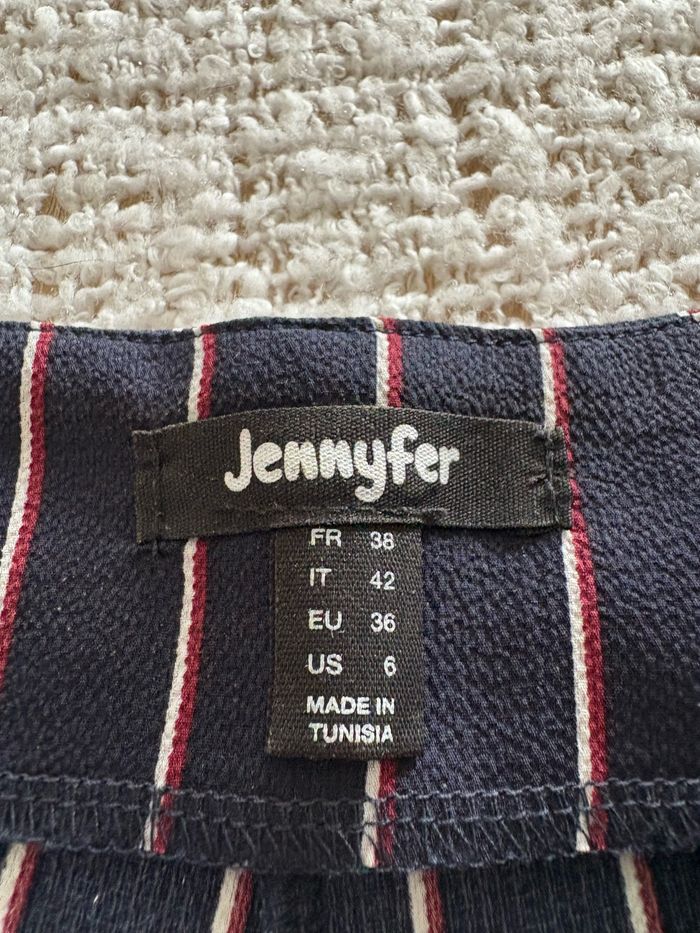 Jennyfer
FR 38
IT 42
EU 36
US 6
MADE IN
TUNISIA